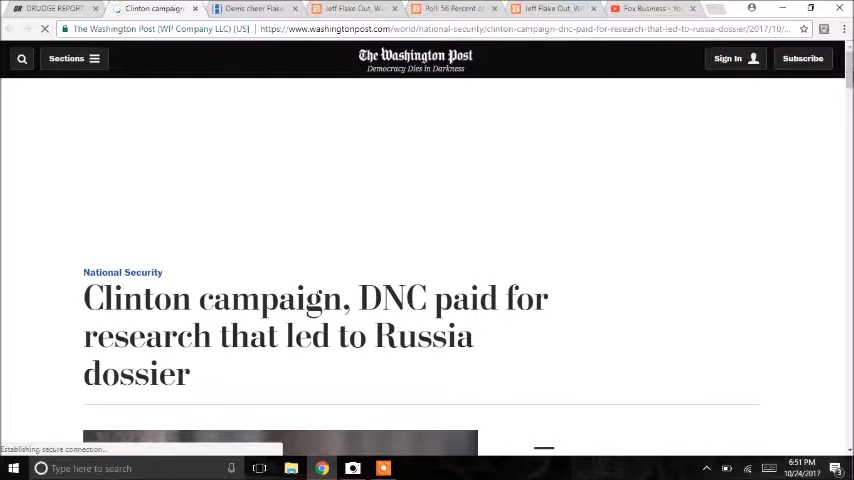 DRUDGE REPORT
Clinton campaign
Dems cheer Flake
Jeff Flake Out, Wi
Poll: 56 Percent of
Jeff Flake Out, Wi
Fox Business - You
The Washington Post (WP Company LLC) [US]
https://www.washingtonpost.com/world/national-security/clinton-campaign-dnc-paid-for-research-that-led-to-russia-dossier/2017/10/...
Sections
The Washington Post
Democracy Dies in Darkness
Sign In
Subscribe
National Security
Clinton campaign, DNC paid for
research that led to Russia
dossier
Establishing secure connection...
Type here to search
6:51 PM
10/24/2017
3